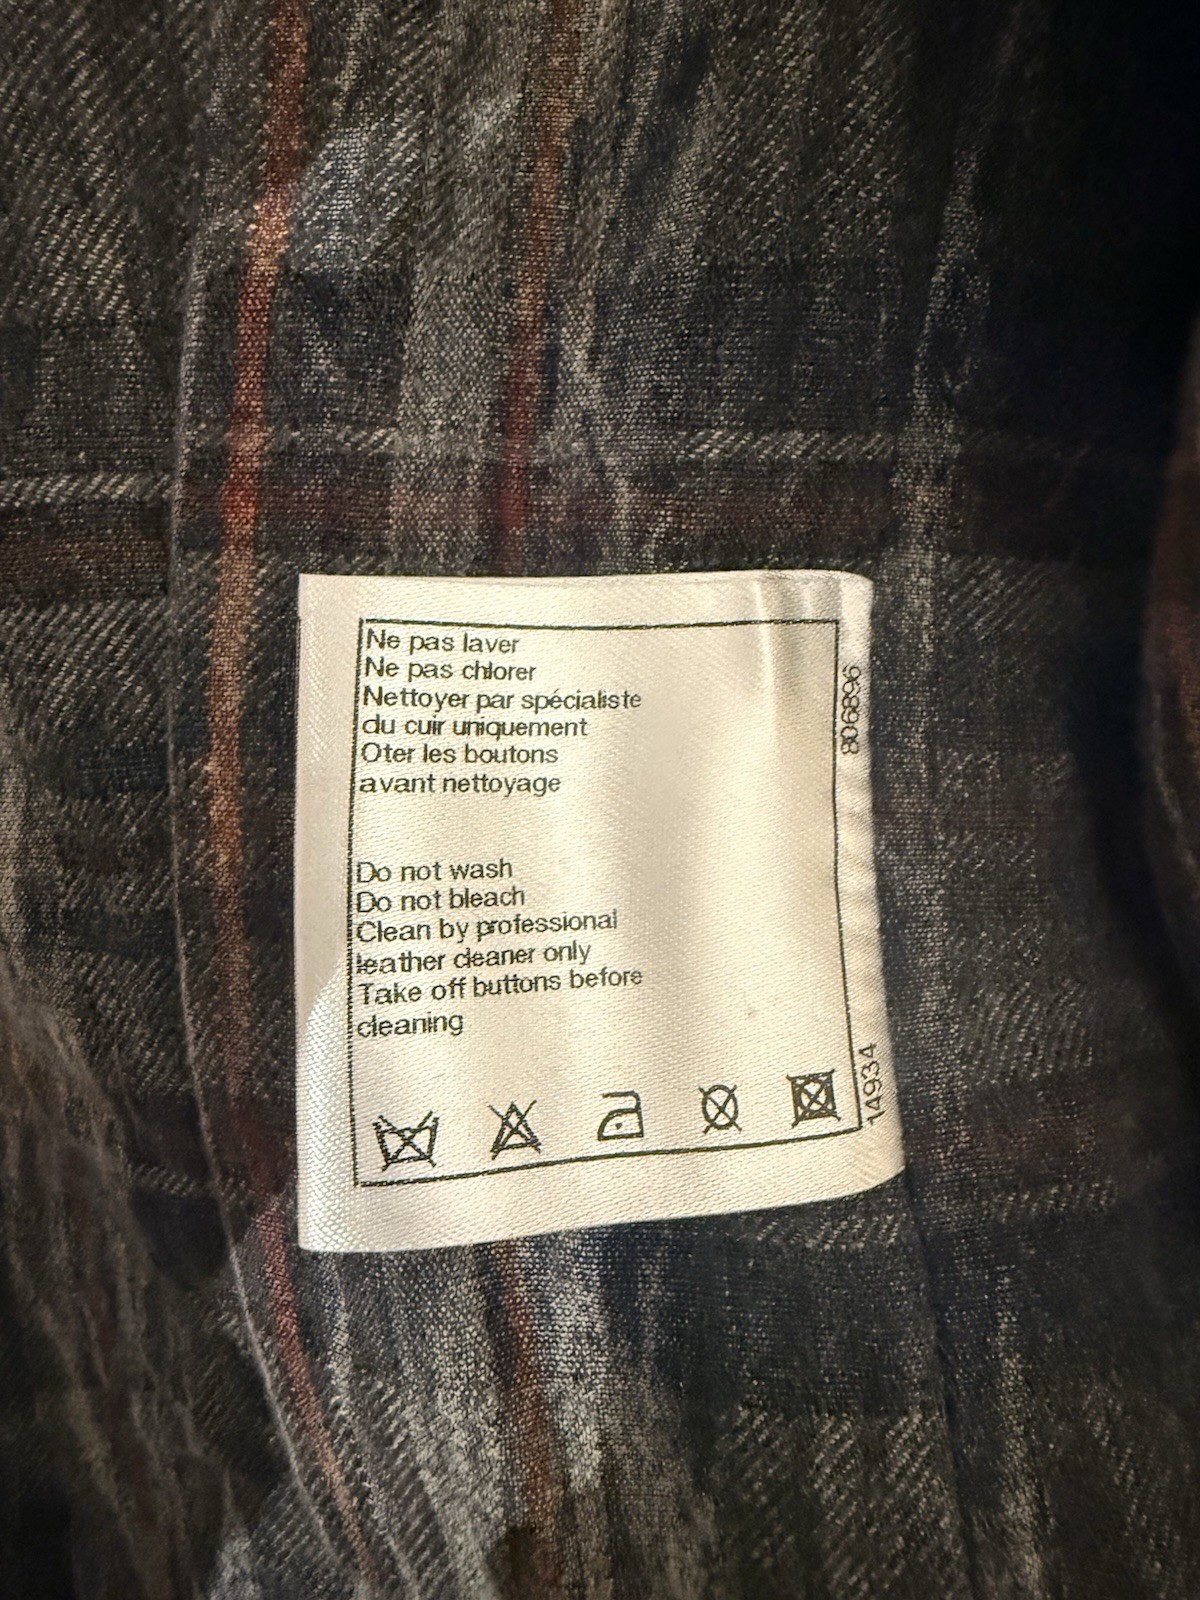 Ne pas laver
Ne pas chlorer
Nettoyer par spécialiste
du cuir uniquement
Oter les boutons
avant nettoyage
Do not wash
Do not bleach
Clean by professional
leather cleaner only
Take off buttons before
cleaning
806896
14934